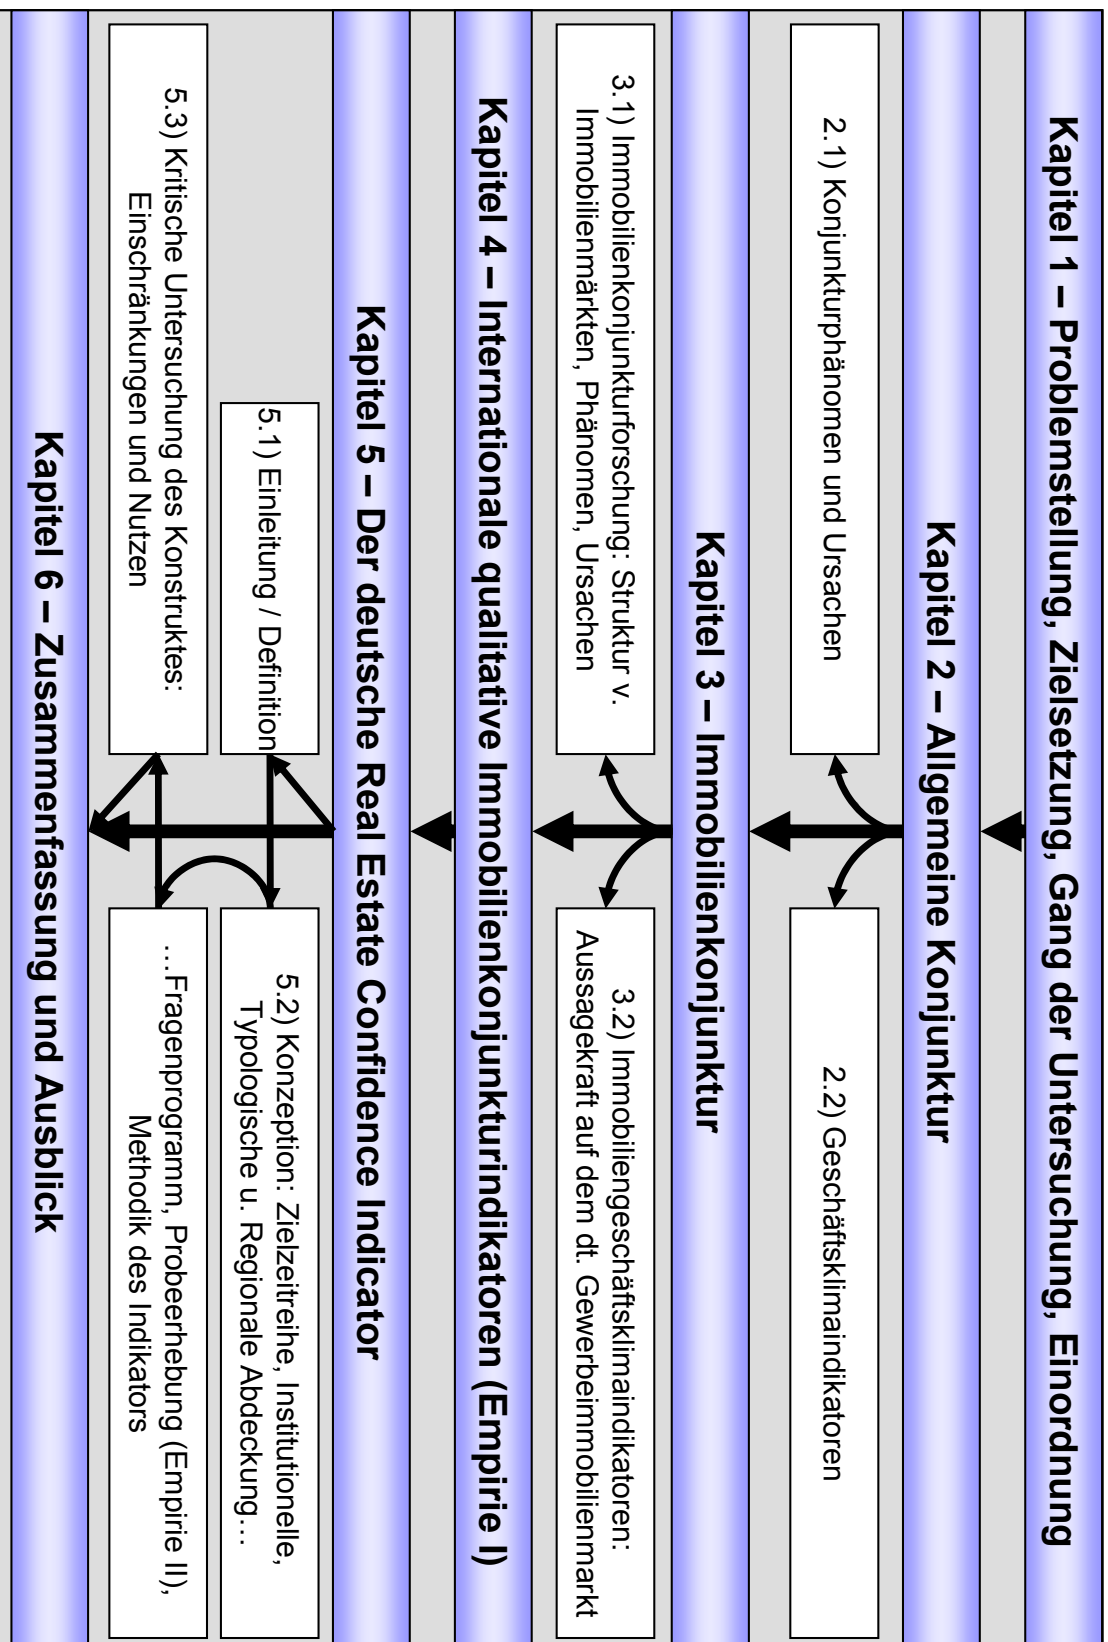 Kapitel 1 – Problemstellung, Zielsetzung, Gang der Untersuchung, Einordnung
Kapitel 2 – Allgemeine Konjunktur
2.1) Konjunkturphänomen und Ursachen
2.2) Geschäftsklimaindikatoren
Kapitel 3 – Immobilienkonjunktur
3.1) Immobilienkonjunkturforschung: Struktur v.
Immobilienmärkten, Phänomen, Ursachen
3.2) Immobiliengeschäftsklimaindikatoren:
Aussagekraft auf dem dt. Gewerbeimmobilienmarkt
Kapitel 4 – Internationale qualitative Immobilienkonjunkturindikatoren (Empirie I)
Kapitel 5 – Der deutsche Real Estate Confidence Indicator
5.1) Einleitung / Definition
5.2) Konzeption: Zielzeitreihe, Institutionelle,
Typologische u. Regionale Abdeckung…
5.3) Kritische Untersuchung des Konstruktes:
Einschränkungen und Nutzen
…Fragenprogramm, Probeerhebung (Empirie II),
Methodik des Indikators
Kapitel 6 – Zusammenfassung und Ausblick